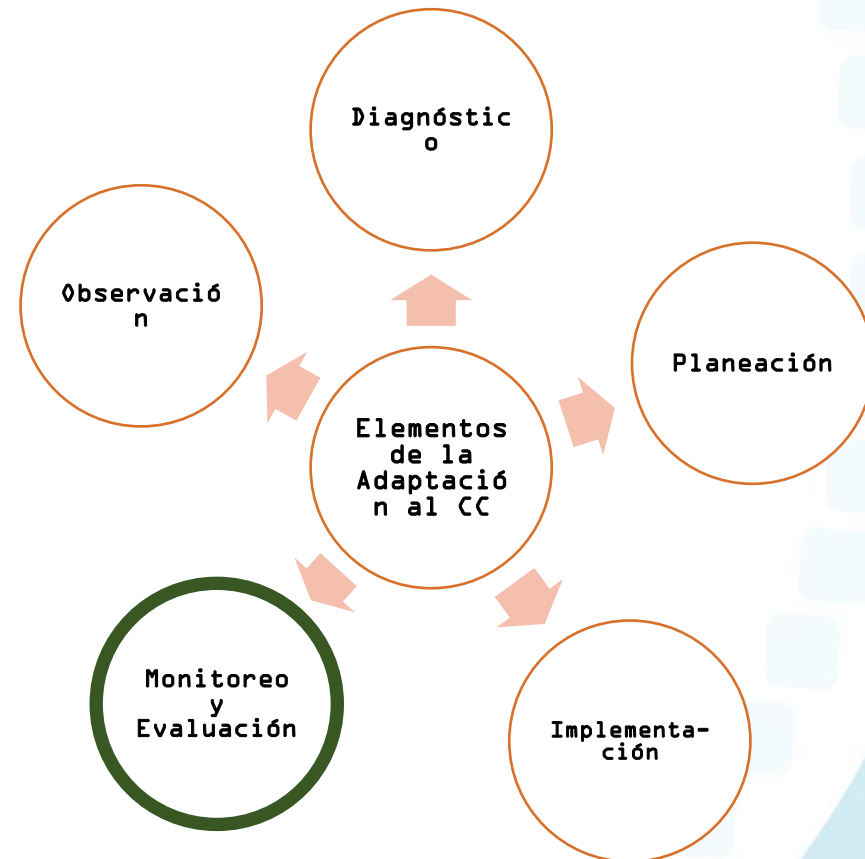 Diagnóstic
o
Observació
n
Planeación
Elementos
de la
Adaptació
n al CC
Monitoreo
y
Evaluación
Implementa-
ción